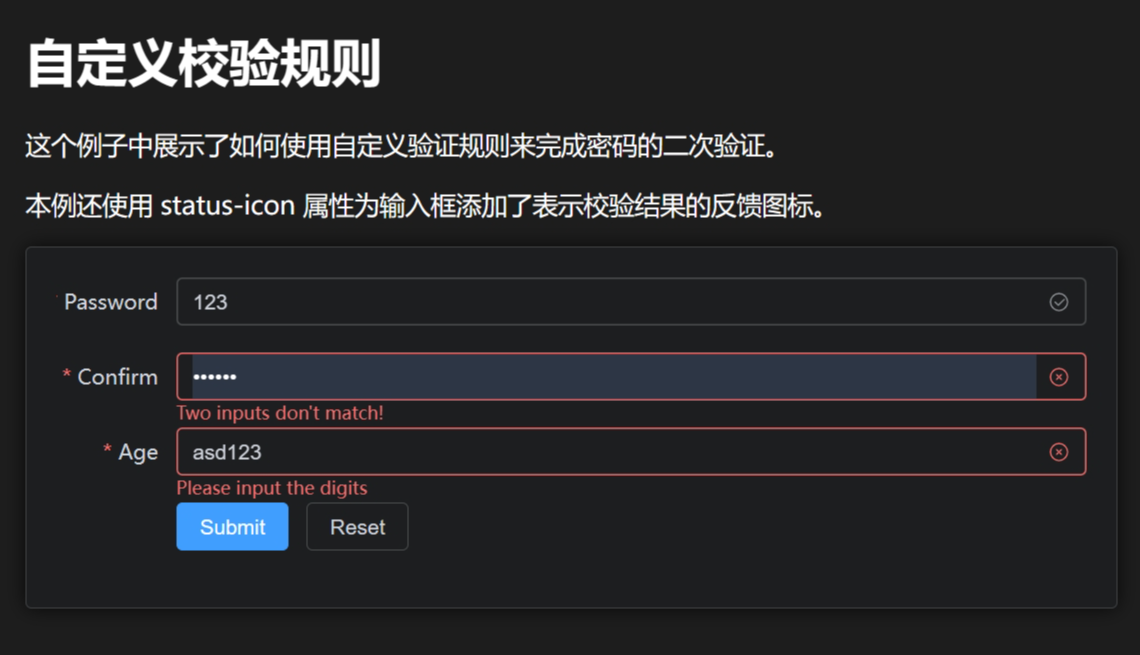 自定义校验规则
这个例子中展示了如何使用自定义验证规则来完成密码的二次验证。
本例还使用 status-icon 属性为输入框添加了表示校验结果的反馈图标。
Password 123
* Confirm ••••••
Two inputs don't match!
* Age asd123
Please input the digits
Submit Reset